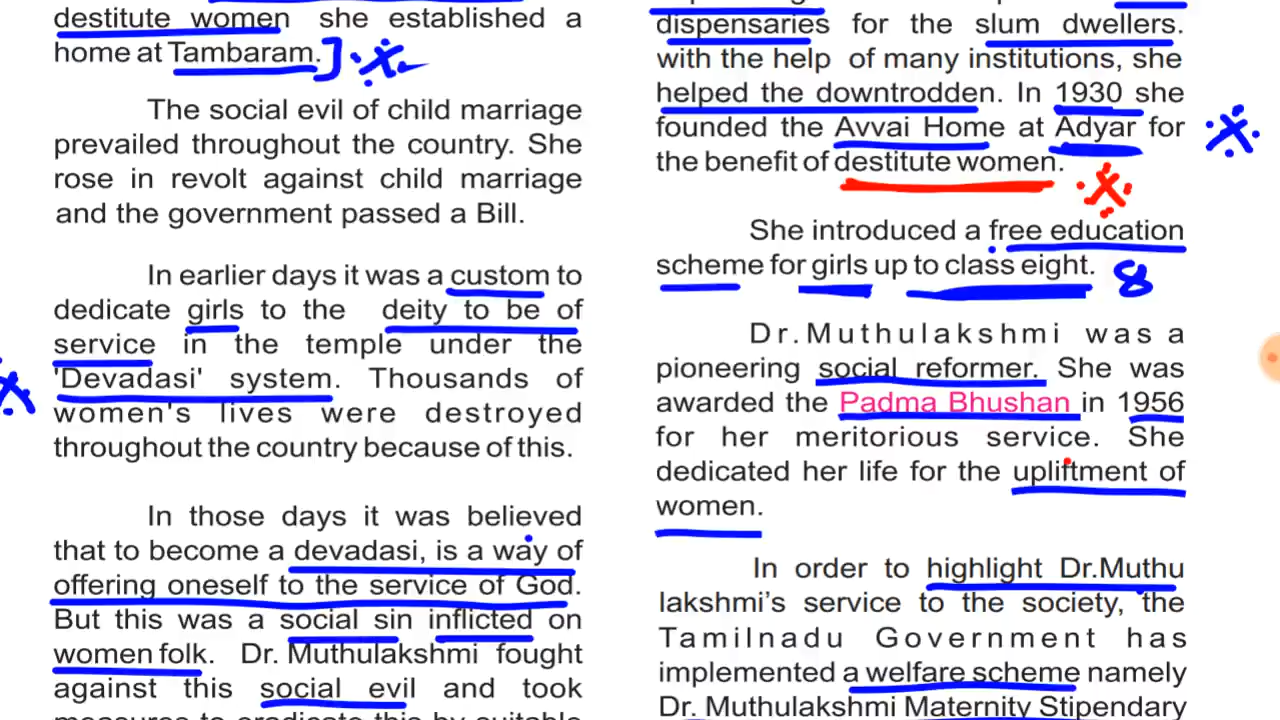 destitute women she established a
home at Tambaram.
The social evil of child marriage
prevailed throughout the country. She
rose in revolt against child marriage
and the government passed a Bill.
In earlier days it was a custom to
dedicate girls to the deity to be of
service in the temple under the
'Devadasi' system. Thousands of
women's lives were destroyed
throughout the country because of this.
In those days it was believed
that to become a devadasi, is a way of
offering oneself to the service of God.
But this was a social sin inflicted on
women folk. Dr. Muthulakshmi fought
against this social evil and took
measures to eradicate this by suitable
dispensaries for the slum dwellers.
with the help of many institutions, she
helped the downtrodden. In 1930 she
founded the Avvai Home at Adyar for
the benefit of destitute women.
She introduced a free education
scheme for girls up to class eight.
8
Dr.Muthulakshmi was a
pioneering social reformer. She was
awarded the Padma Bhushan in 1956
for her meritorious service. She
dedicated her life for the upliftment of
women.
In order to highlight Dr.Muthu
lakshmi's service to the society, the
Tamilnadu Government has
implemented a welfare scheme namely
Dr. Muthulakshmi Maternity Stipendary